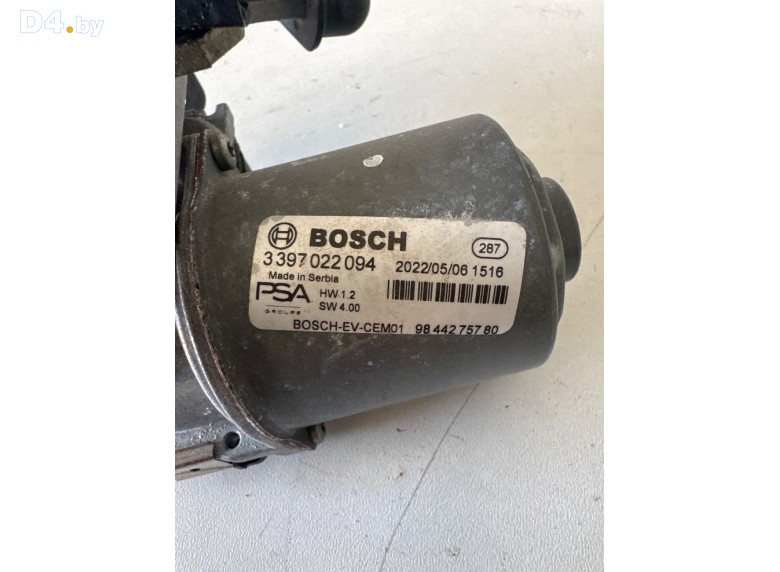 D4.by
BOSCH 287
3 397 022 094 2022/05/06 1516
Made in Serbia
PSA HW 1.2
GROUPE SW 4.00
BOSCH-EV-CEM01 98 442 757 80